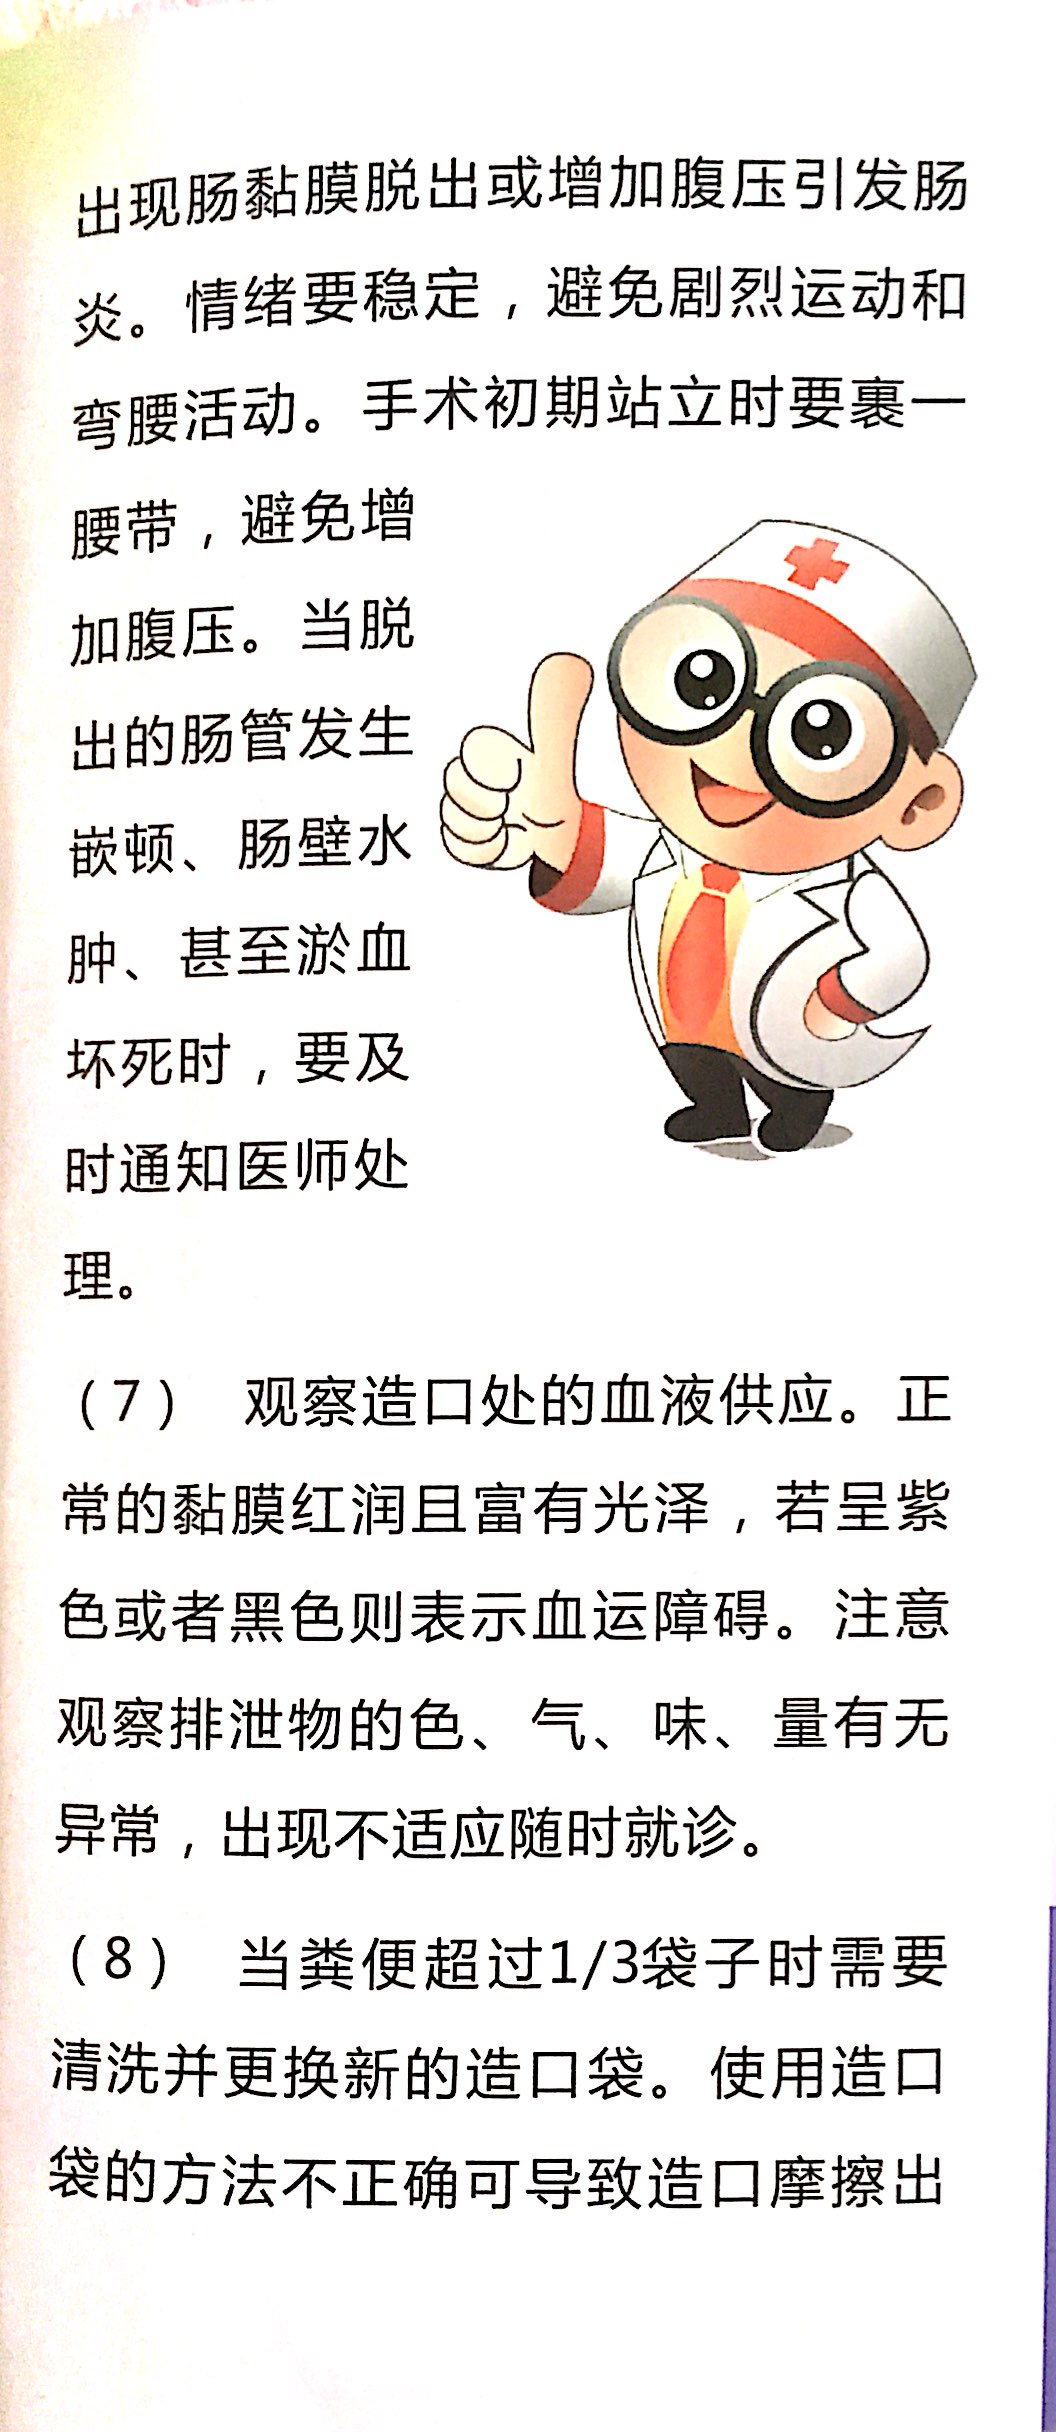 出现肠黏膜脱出或增加腹压引发肠
炎。情绪要稳定，避免剧烈运动和
弯腰活动。手术初期站立时要裹一
腰带，避免增
加腹压。当脱
出的肠管发生
嵌顿、肠壁水
肿、甚至淤血
坏死时，要及
时通知医师处
理。
（7） 观察造口处的血液供应。正
常的黏膜红润且富有光泽，若呈紫
色或者黑色则表示血运障碍。注意
观察排泄物的色、气、味、量有无
异常，出现不适应随时就诊。
（8） 当粪便超过1/3袋子时需要
清洗并更换新的造口袋。使用造口
袋的方法不正确可导致造口摩擦出